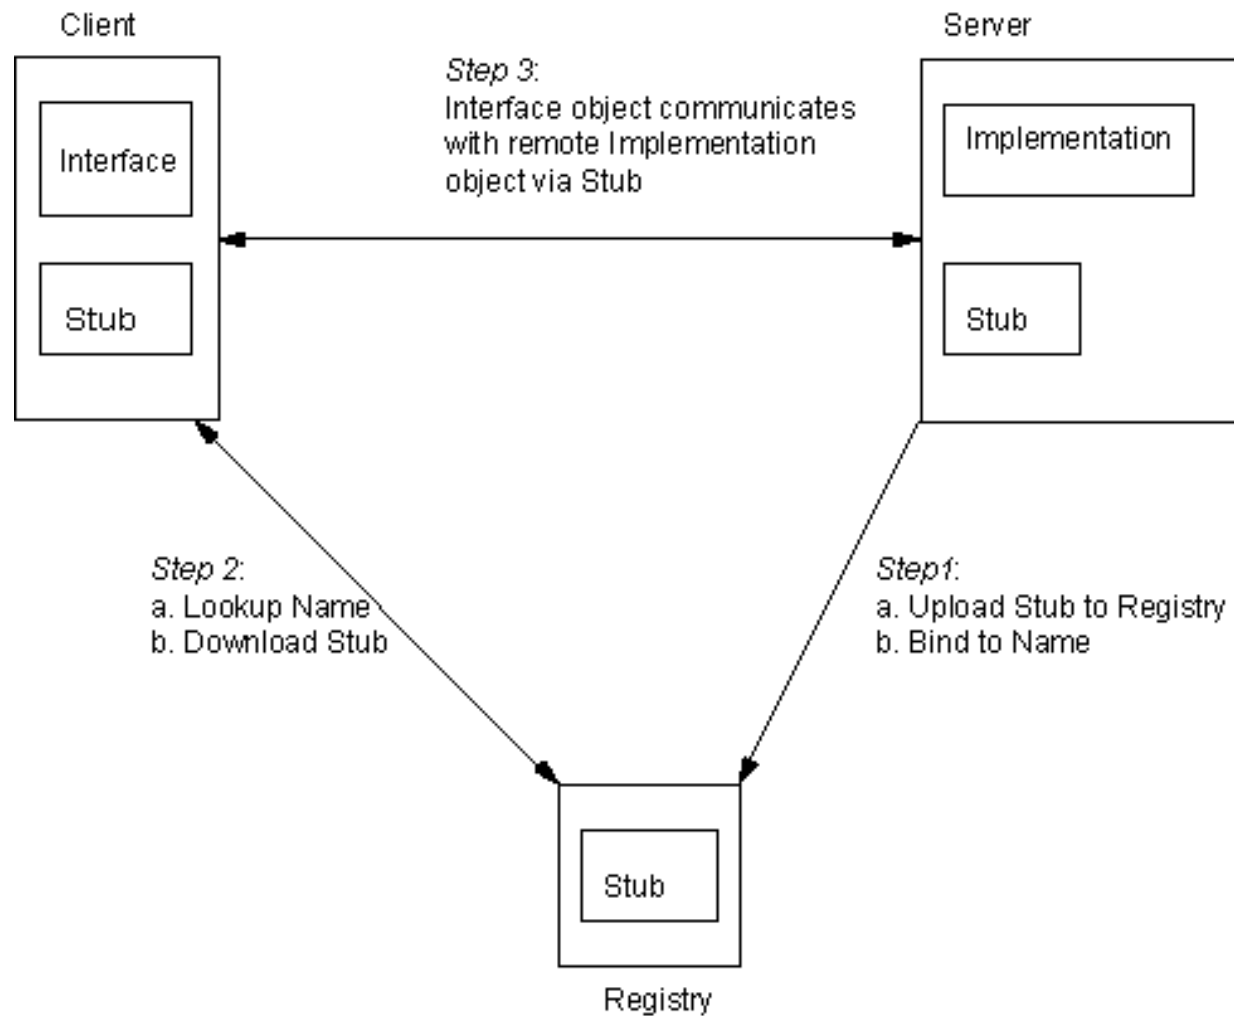 Client
Server
Step 3:
Interface object communicates
with remote Implementation
object via Stub
Interface
Stub
Implementation
Stub
Step 2:
a. Lookup Name
b. Download Stub
Step1:
a. Upload Stub to Registry
b. Bind to Name
Stub
Registry